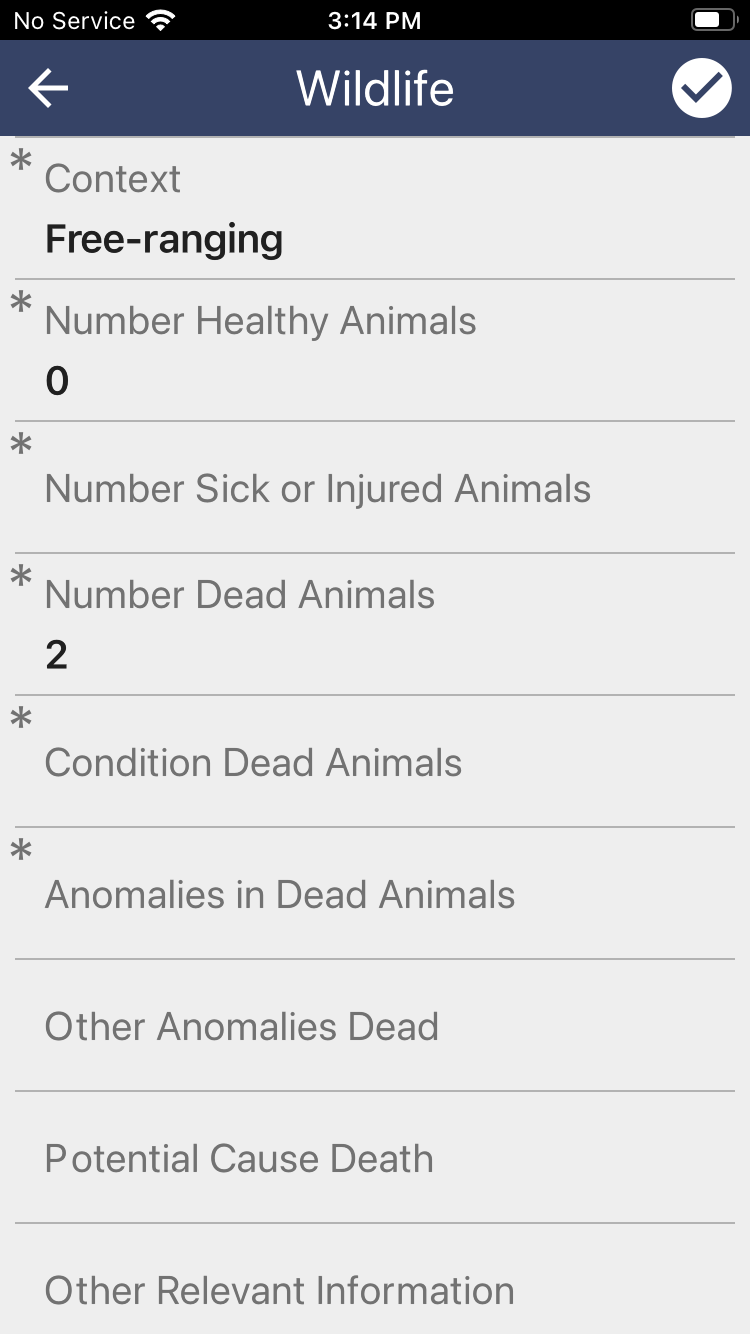 No Service 3:14 PM
Wildlife
* Context
Free-ranging
* Number Healthy Animals
0
* Number Sick or Injured Animals
* Number Dead Animals
2
* Condition Dead Animals
* Anomalies in Dead Animals
Other Anomalies Dead
Potential Cause Death
Other Relevant Information